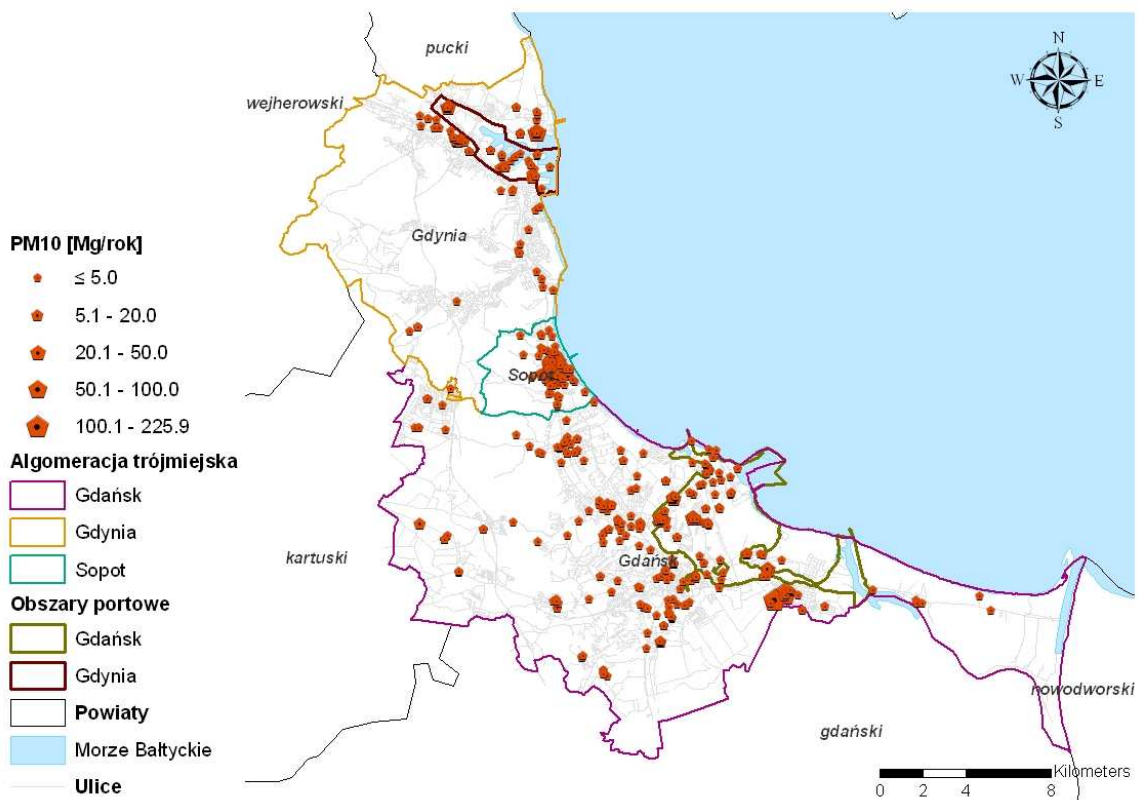 pucki
wejherowski
N
W E
S
PM10 [Mg/rok]
≤ 5.0
5.1 - 20.0
20.1 - 50.0
50.1 - 100.0
100.1 - 225.9
Algomeracja trójmiejska
Gdańsk
Gdynia
Sopot
Obszary portowe
Gdańsk
Gdynia
Powiaty
Morze Bałtyckie
Ulice
Gdynia
Sopot
kartuski
Gdańsk
nowodworski
gdański
Kilometers
0 2 4 8